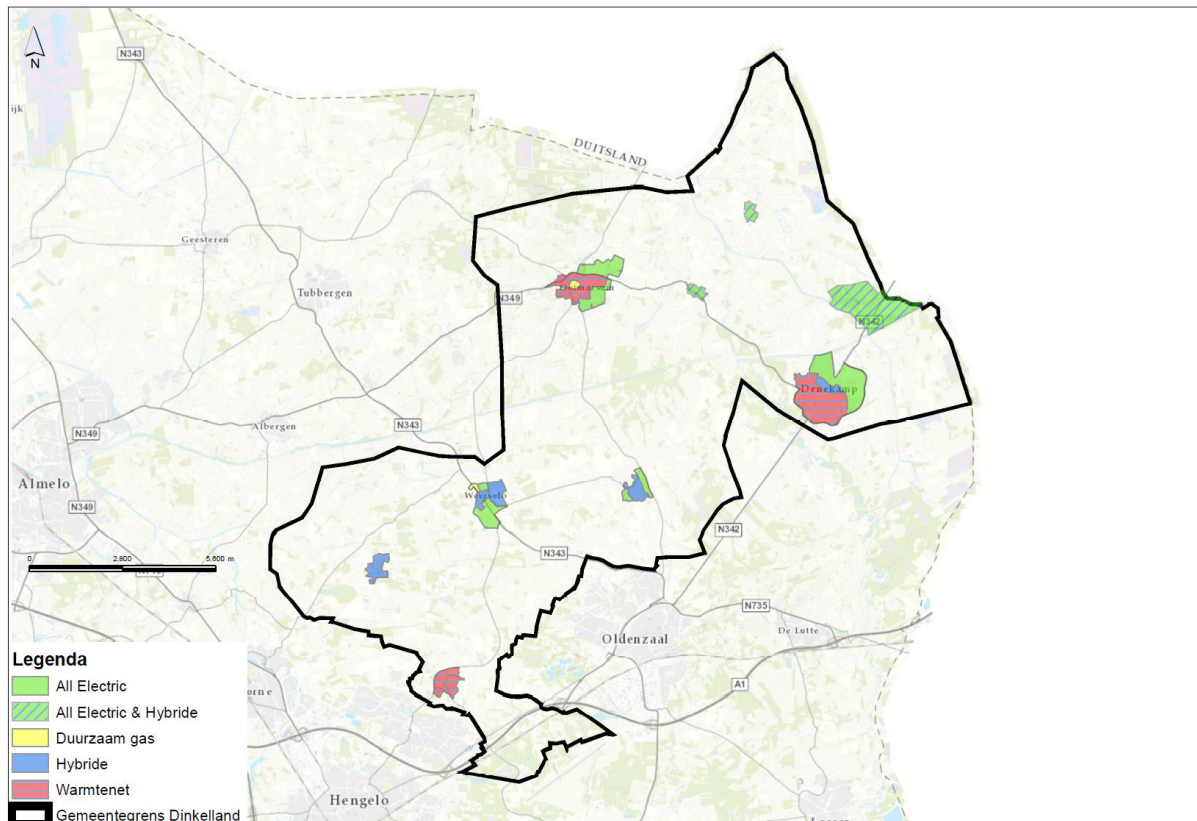 N343
N
ijk
DUITSLAND
Geesteren
Tubbergen
N349
N342
Denekamp
N349
Albergen
N343
Almelo
Weerselo
N349
N342
N343
0
2.800
5.600 m
N735
De Lutte
Oldenzaal
A1
orne
Hengelo
Legenda
All Electric
All Electric & Hybride
Duurzaam gas
Hybride
Warmtenet
Gemeentegrens Dinkelland